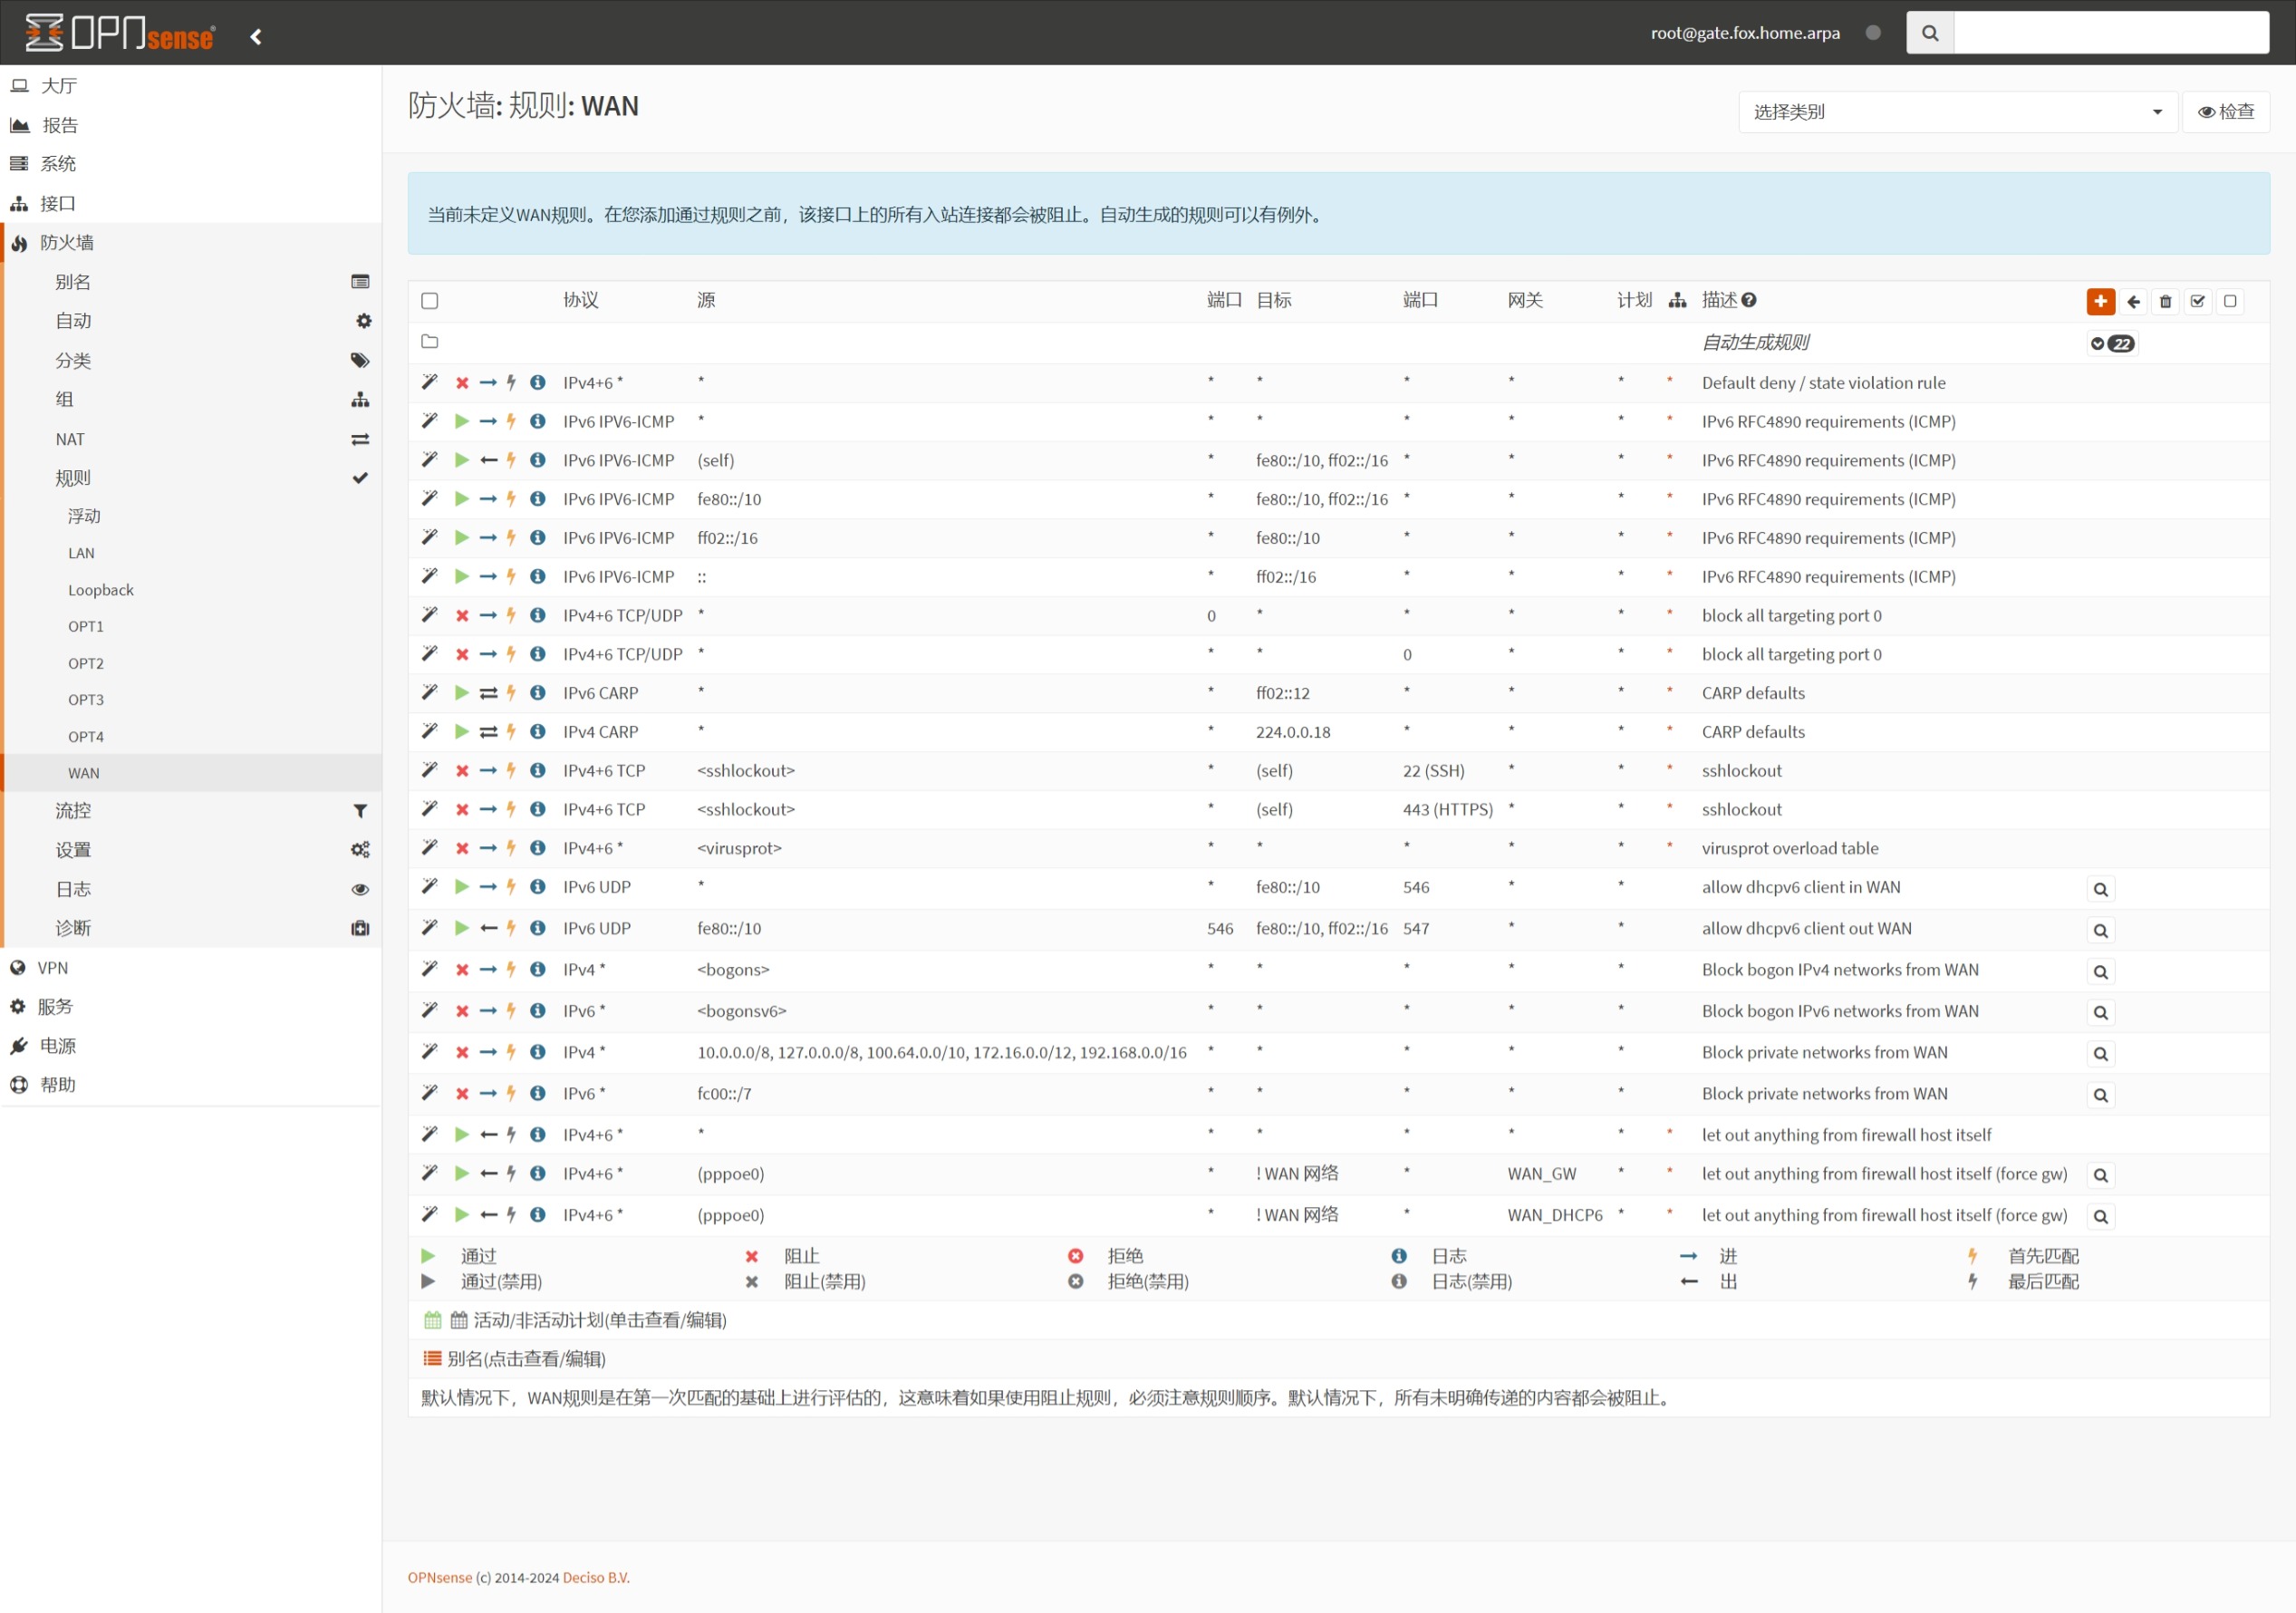 OPNsense
root@gate.fox.home.arpa
大厅
报告
系统
接口
防火墙
别名
自动
分类
组
NAT
规则
浮动
LAN
Loopback
OPT1
OPT2
OPT3
OPT4
WAN
流控
设置
日志
诊断
VPN
服务
电源
帮助
防火墙: 规则: WAN
选择类别
检查
当前未定义WAN规则。在您添加通过规则之前，该接口上的所有入站连接都会被阻止。自动生成的规则可以有例外。
协议 源 端口 目标 端口 网关 计划 描述
自动生成规则 22
IPv4+6 * * * * * * * * Default deny / state violation rule
IPv6 IPV6-ICMP * * * * * * * IPv6 RFC4890 requirements (ICMP)
IPv6 IPV6-ICMP (self) * fe80::/10, ff02::/16 * * * * IPv6 RFC4890 requirements (ICMP)
IPv6 IPV6-ICMP fe80::/10 * fe80::/10, ff02::/16 * * * * IPv6 RFC4890 requirements (ICMP)
IPv6 IPV6-ICMP ff02::/16 * fe80::/10 * * * * IPv6 RFC4890 requirements (ICMP)
IPv6 IPV6-ICMP :: * ff02::/16 * * * * IPv6 RFC4890 requirements (ICMP)
IPv4+6 TCP/UDP * 0 * * * * * block all targeting port 0
IPv4+6 TCP/UDP * * * 0 * * * block all targeting port 0
IPv6 CARP * * ff02::12 * * * * CARP defaults
IPv4 CARP * * 224.0.0.18 * * * * CARP defaults
IPv4+6 TCP <sshlockout> * (self) 22 (SSH) * * * sshlockout
IPv4+6 TCP <sshlockout> * (self) 443 (HTTPS) * * * sshlockout
IPv4+6 * <virusprot> * * * * * * virusprot overload table
IPv6 UDP * * fe80::/10 546 * * allow dhcpv6 client in WAN
IPv6 UDP fe80::/10 546 fe80::/10, ff02::/16 547 * * allow dhcpv6 client out WAN
IPv4 * <bogons> * * * * * Block bogon IPv4 networks from WAN
IPv6 * <bogonsv6> * * * * * Block bogon IPv6 networks from WAN
IPv4 * 10.0.0.0/8, 127.0.0.0/8, 100.64.0.0/10, 172.16.0.0/12, 192.168.0.0/16 * * * * * Block private networks from WAN
IPv6 * fc00::/7 * * * * * Block private networks from WAN
IPv4+6 * * * * * * * * let out anything from firewall host itself
IPv4+6 * (pppoe0) * ! WAN 网络 * WAN_GW * * let out anything from firewall host itself (force gw)
IPv4+6 * (pppoe0) * ! WAN 网络 * WAN_DHCP6 * * let out anything from firewall host itself (force gw)
通过 阻止 拒绝 日志 进 首先匹配
通过(禁用) 阻止(禁用) 拒绝(禁用) 日志(禁用) 出 最后匹配
活动/非活动计划(单击查看/编辑)
别名(点击查看/编辑)
默认情况下，WAN规则是在第一次匹配的基础上进行评估的，这意味着如果使用阻止规则，必须注意规则顺序。默认情况下，所有未明确传递的内容都会被阻止。
OPNsense (c) 2014-2024 Deciso B.V.